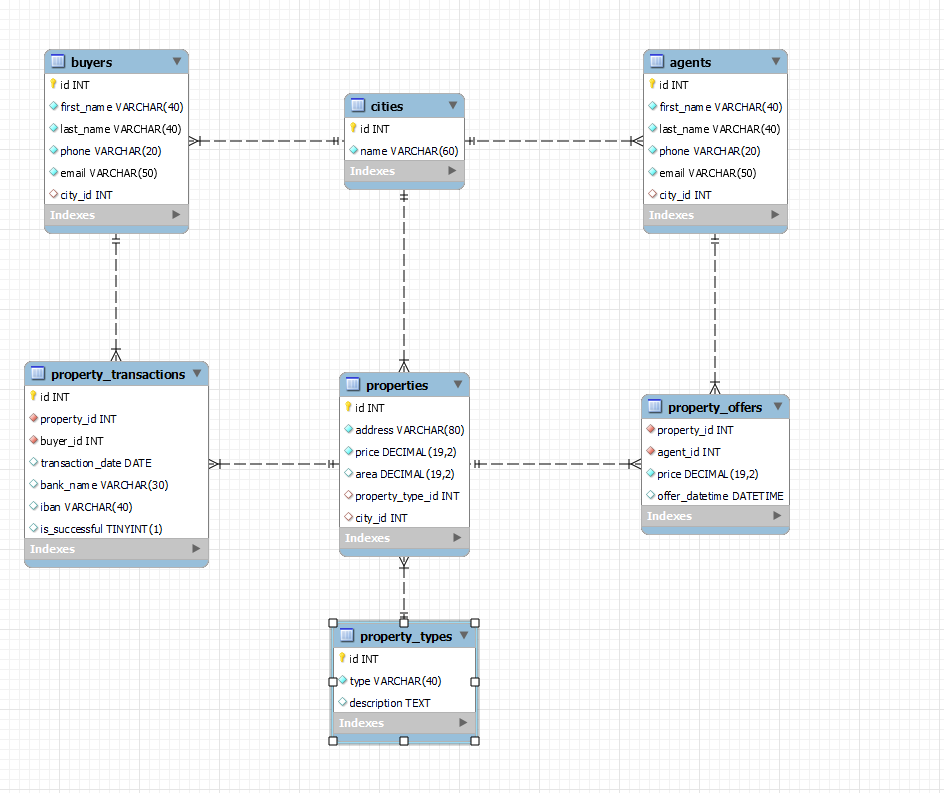 buyers
id INT
first_name VARCHAR(40)
last_name VARCHAR(40)
phone VARCHAR(20)
email VARCHAR(50)
city_id INT
Indexes
cities
id INT
name VARCHAR(60)
Indexes
agents
id INT
first_name VARCHAR(40)
last_name VARCHAR(40)
phone VARCHAR(20)
email VARCHAR(50)
city_id INT
Indexes
property_transactions
id INT
property_id INT
buyer_id INT
transaction_date DATE
bank_name VARCHAR(30)
iban VARCHAR(40)
is_successful TINYINT(1)
Indexes
properties
id INT
address VARCHAR(80)
price DECIMAL(19,2)
area DECIMAL(19,2)
property_type_id INT
city_id INT
Indexes
property_offers
property_id INT
agent_id INT
price DECIMAL(19,2)
offer_datetime DATETIME
Indexes
property_types
id INT
type VARCHAR(40)
description TEXT
Indexes